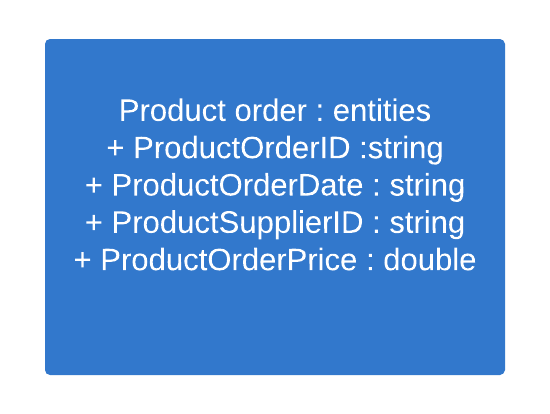 Product order : entities
+ ProductOrderID :string
+ ProductOrderDate : string
+ ProductSupplierID : string
+ ProductOrderPrice : double